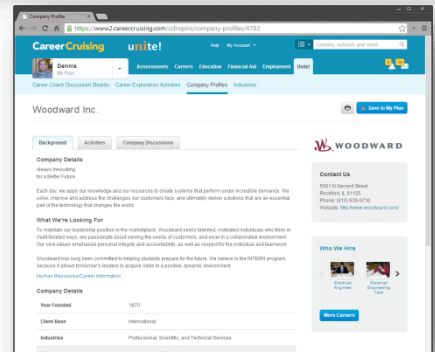 Company Profile
https://www2.careercruising.com/cdnspire/company-profiles/4782
Career Cruising unite! Help My Account Careers, schools and more
Dennis
My Plan
Assessments Careers Education Financial Aid Employment Unite!
Career Coach Discussion Boards Career Exploration Activities Company Profiles Industries
Woodward Inc.
Save to My Plan
Background Activities Company Discussions
WOODWARD
Company Details
Always Innovating
for a Better Future
Each day, we apply our knowledge and our resources to create systems that perform under incredible demands. We
solve, improve and address the challenges our customers face, and ultimately deliver solutions that are an essential
part of the technology that changes the world.
What We're Looking For
To maintain our leadership position in the marketplace, Woodward seeks talented, motivated individuals who thrive in
multi-faceted ways, are passionate about serving the needs of customers, and excel in a collaborative environment.
Our core values emphasize personal integrity and accountability, as well as respect for the individual and teamwork.
Woodward has long been committed to helping students prepare for the future. We believe in the INTERN program
because it allows tomorrow's leaders to acquire skills in a positive, dynamic environment.
Human Resources/Career Information
Company Details
Year Founded 1870
Client Base International
Industries Professional, Scientific, and Technical Services
Contact Us
5001 N Second Street
Rockford, IL 61125
Website: http://www.woodward.com/
Who We Hire
Electrical
Engineer
Electrical
Engineering
Tech
More Careers